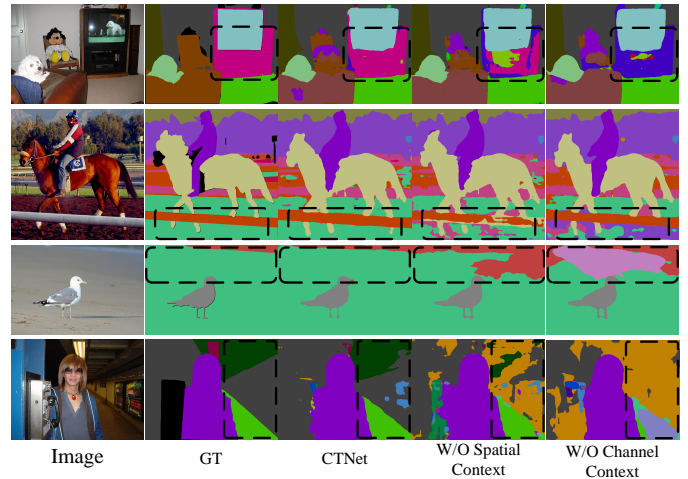 Image
GT
CTNet
W/O Spatial
Context
W/O Channel
Context